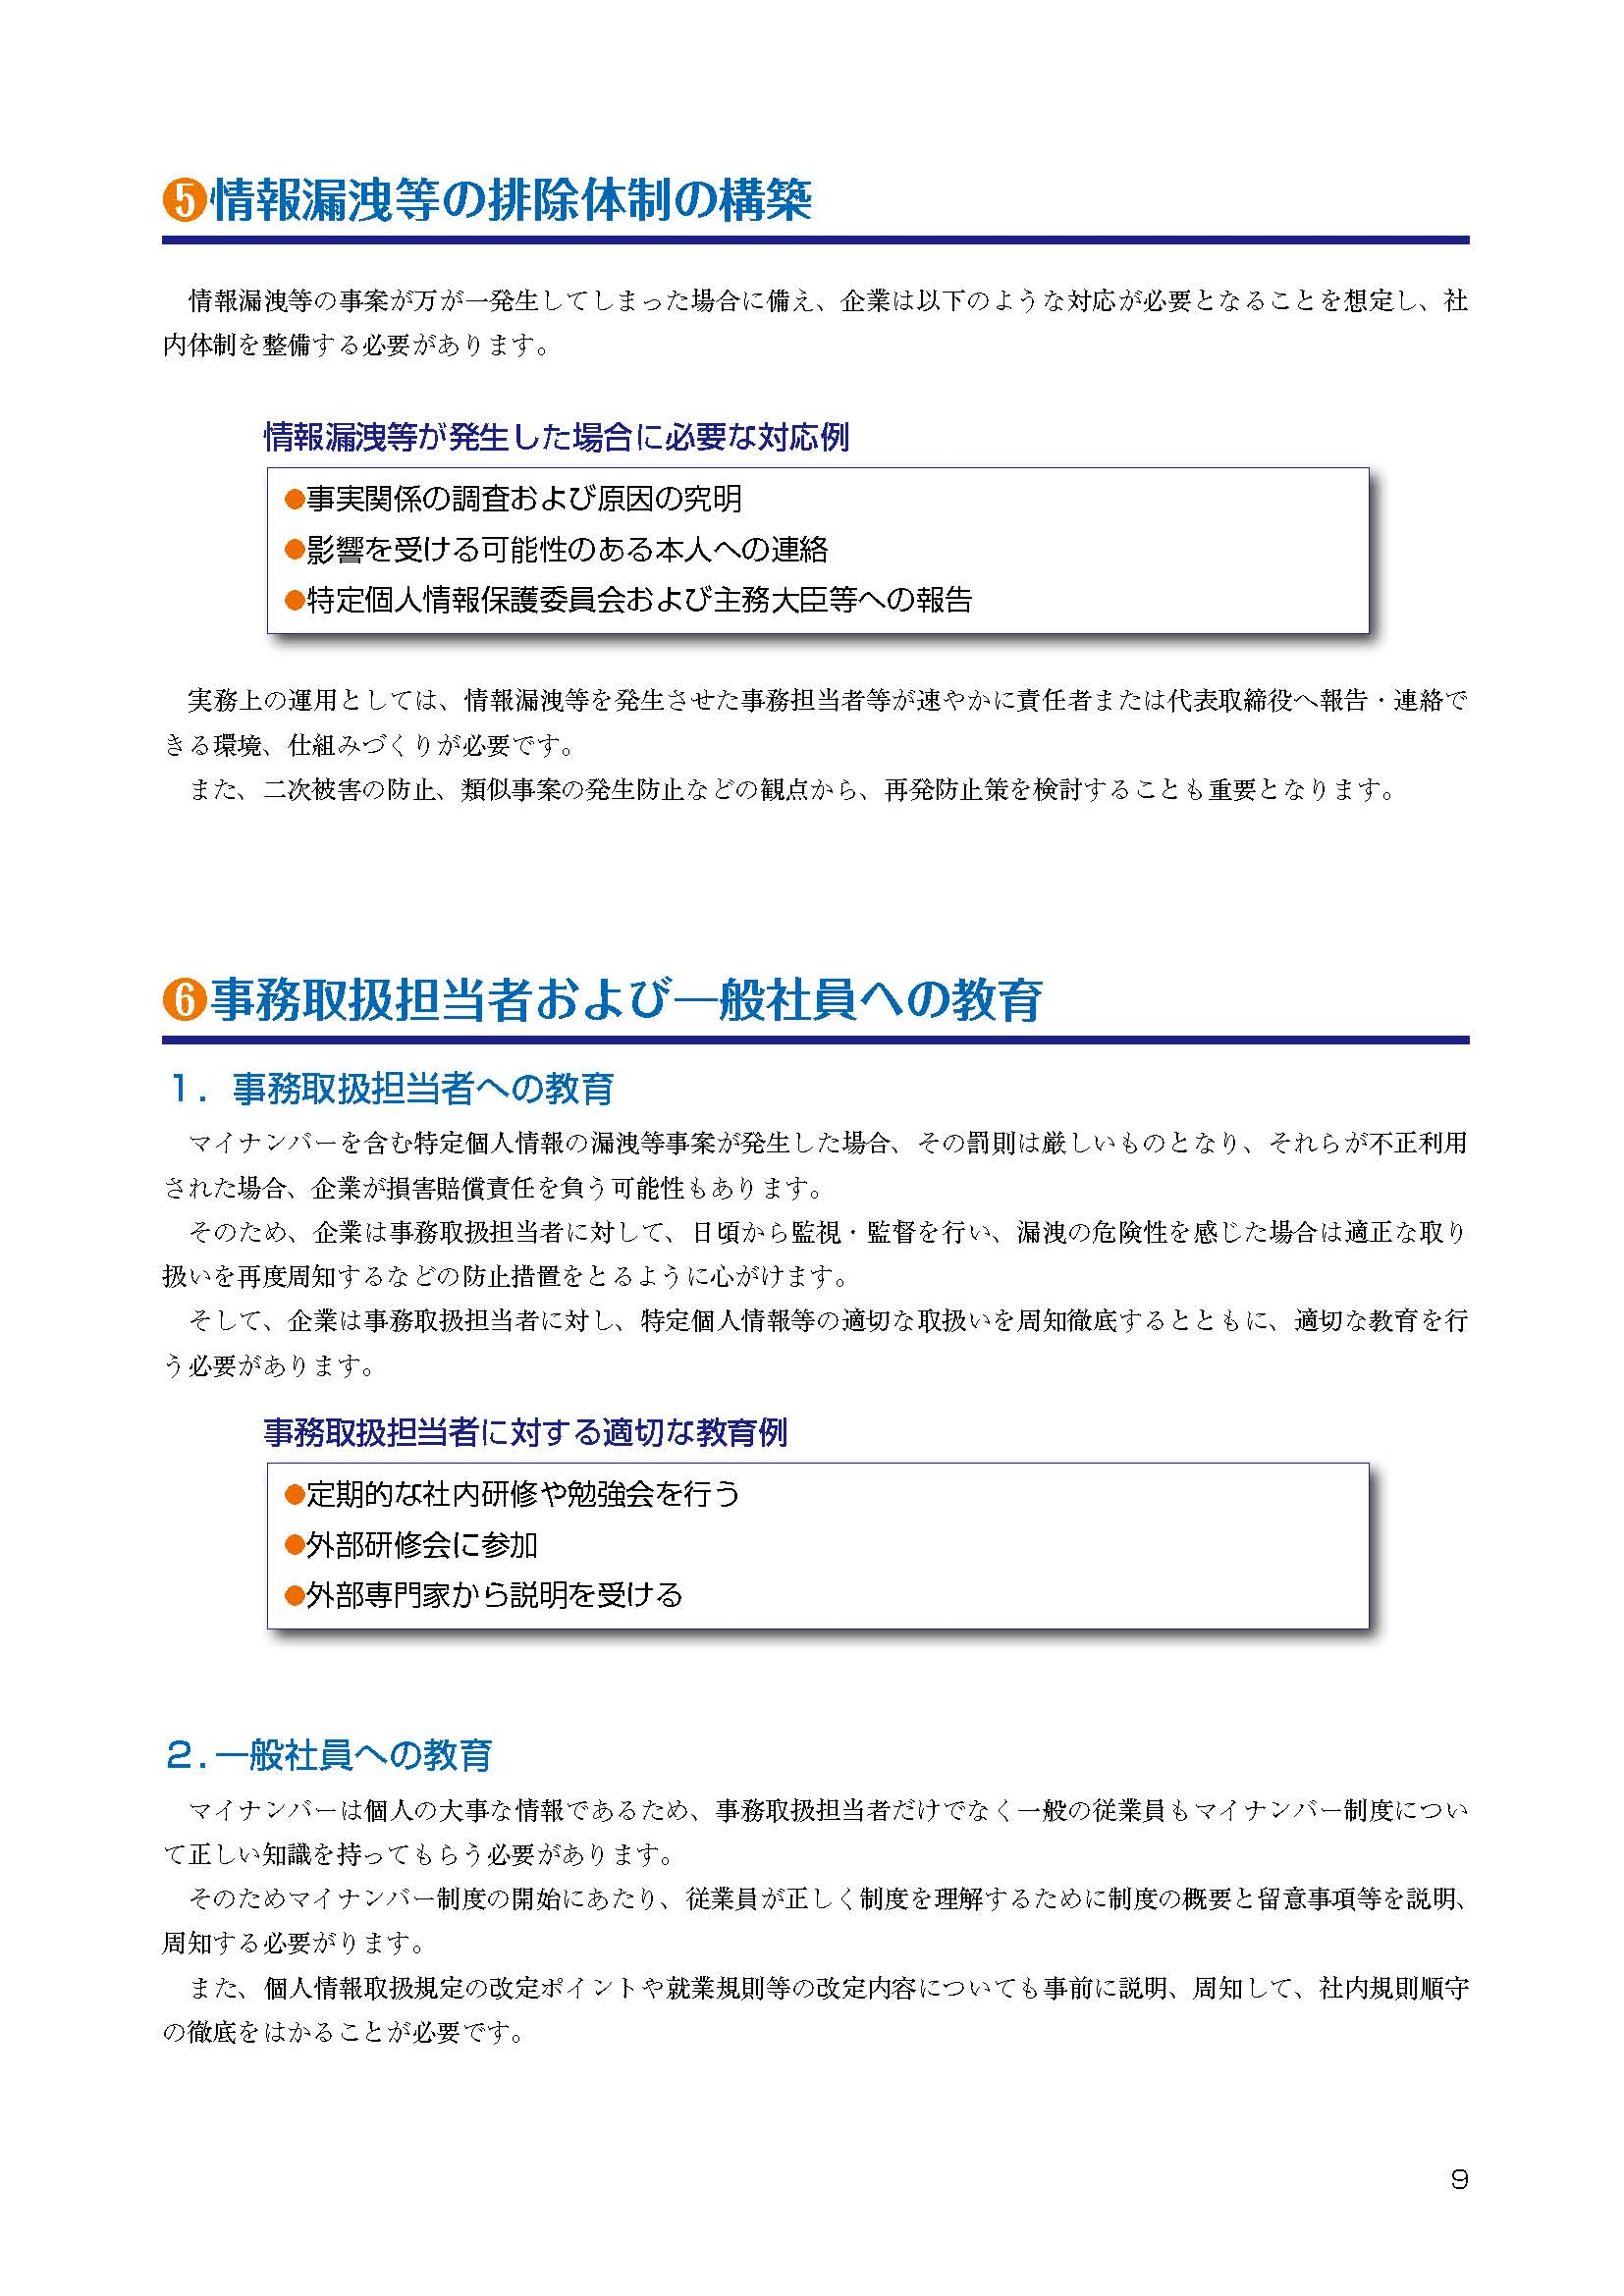 ❺情報漏洩等の排除体制の構築
　情報漏洩等の事案が万が一発生してしまった場合に備え、企業は以下のような対応が必要となることを想定し、社
内体制を整備する必要があります。
情報漏洩等が発生した場合に必要な対応例
●事実関係の調査および原因の究明
●影響を受ける可能性のある本人への連絡
●特定個人情報保護委員会および主務大臣等への報告
　実務上の運用としては、情報漏洩等を発生させた事務担当者等が速やかに責任者または代表取締役へ報告・連絡で
きる環境、仕組みづくりが必要です。
　また、二次被害の防止、類似事案の発生防止などの観点から、再発防止策を検討することも重要となります。
❻事務取扱担当者および一般社員への教育
１．事務取扱担当者への教育
　マイナンバーを含む特定個人情報の漏洩等事案が発生した場合、その罰則は厳しいものとなり、それらが不正利用
された場合、企業が損害賠償責任を負う可能性もあります。
　そのため、企業は事務取扱担当者に対して、日頃から監視・監督を行い、漏洩の危険性を感じた場合は適正な取り
扱いを再度周知するなどの防止措置をとるように心がけます。
　そして、企業は事務取扱担当者に対し、特定個人情報等の適切な取扱いを周知徹底するとともに、適切な教育を行
う必要があります。
事務取扱担当者に対する適切な教育例
●定期的な社内研修や勉強会を行う
●外部研修会に参加
●外部専門家から説明を受ける
２.一般社員への教育
　マイナンバーは個人の大事な情報であるため、事務取扱担当者だけでなく一般の従業員もマイナンバー制度につい
て正しい知識を持ってもらう必要があります。
　そのためマイナンバー制度の開始にあたり、従業員が正しく制度を理解するために制度の概要と留意事項等を説明、
周知する必要がります。
　また、個人情報取扱規定の改定ポイントや就業規則等の改定内容についても事前に説明、周知して、社内規則順守
の徹底をはかることが必要です。
9